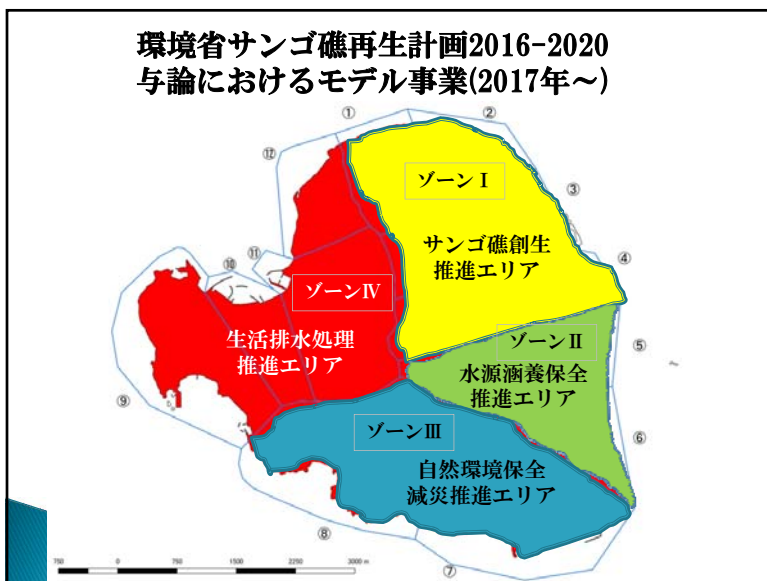 環境省サンゴ礁再生計画2016-2020
与論におけるモデル事業(2017年～)
①
②
⑫
ゾーンⅠ
③
サンゴ礁創生
推進エリア
④
⑪
⑩
ゾーンⅣ
生活排水処理
推進エリア
ゾーンⅡ
⑤
水源涵養保全
推進エリア
⑨
ゾーンⅢ
⑥
自然環境保全
減災推進エリア
⑧
⑦
750 0 750 1500 2250 3000 m